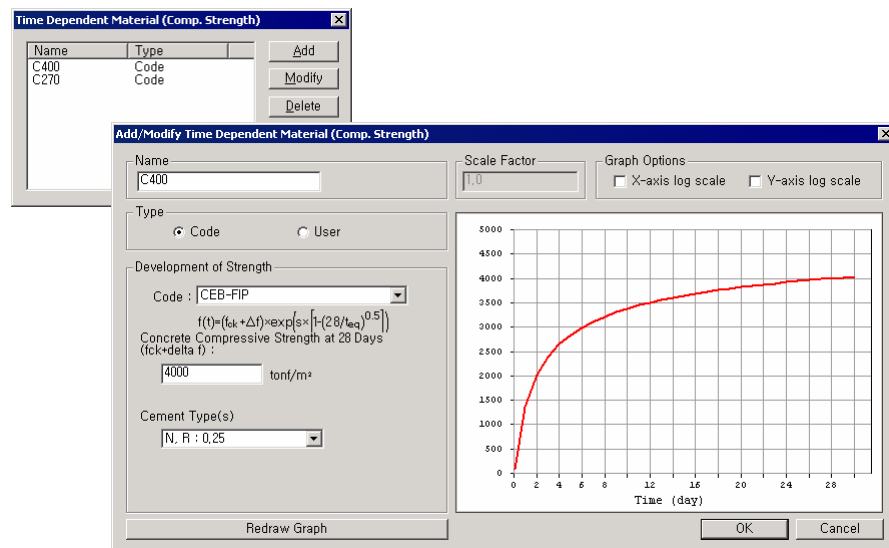 Time Dependent Material (Comp. Strength)
Name Type
C400 Code
C270 Code
Add
Modify
Delete
Add/Modify Time Dependent Material (Comp. Strength)
Name
C400
Scale Factor
1,0
Graph Options
X-axis log scale Y-axis log scale
Type
Code User
Development of Strength
Code : CEB-FIP
f(t)=(fck+Δf)×exp{s×[1-(28/teq)^0.5]}
Concrete Compressive Strength at 28 Days
(fck+delta f) :
4000 tonf/m²
Cement Type(s)
N, R : 0,25
Redraw Graph
5000
4500
4000
3500
3000
2500
2000
1500
1000
500
0
0 2 4 6 8 12 16 20 24 28
Time (day)
OK Cancel